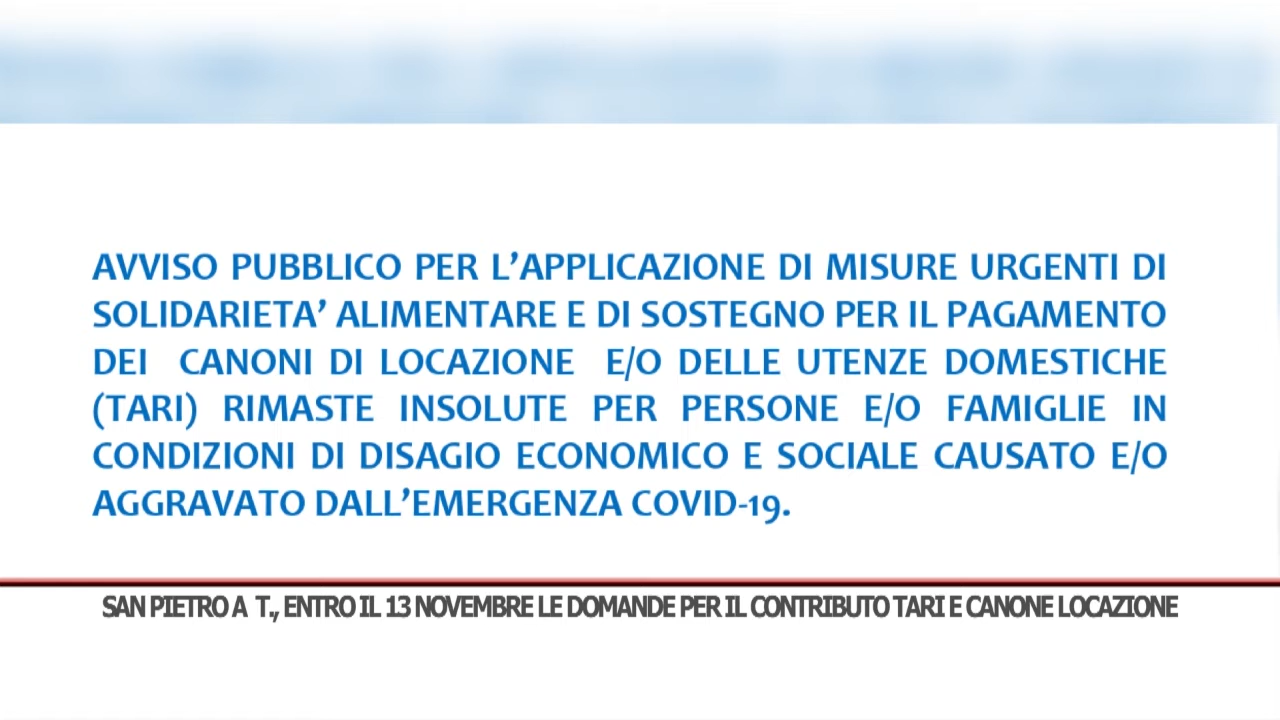 AVVISO PUBBLICO PER L’APPLICAZIONE DI MISURE URGENTI DI
SOLIDARIETA’ ALIMENTARE E DI SOSTEGNO PER IL PAGAMENTO
DEI CANONI DI LOCAZIONE E/O DELLE UTENZE DOMESTICHE
(TARI) RIMASTE INSOLUTE PER PERSONE E/O FAMIGLIE IN
CONDIZIONI DI DISAGIO ECONOMICO E SOCIALE CAUSATO E/O
AGGRAVATO DALL’EMERGENZA COVID-19.
SAN PIETRO A T., ENTRO IL 13 NOVEMBRE LE DOMANDE PER IL CONTRIBUTO TARI E CANONE LOCAZIONE